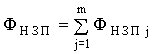 Ф Н З П = m ∑ j=1 Ф Н З П j